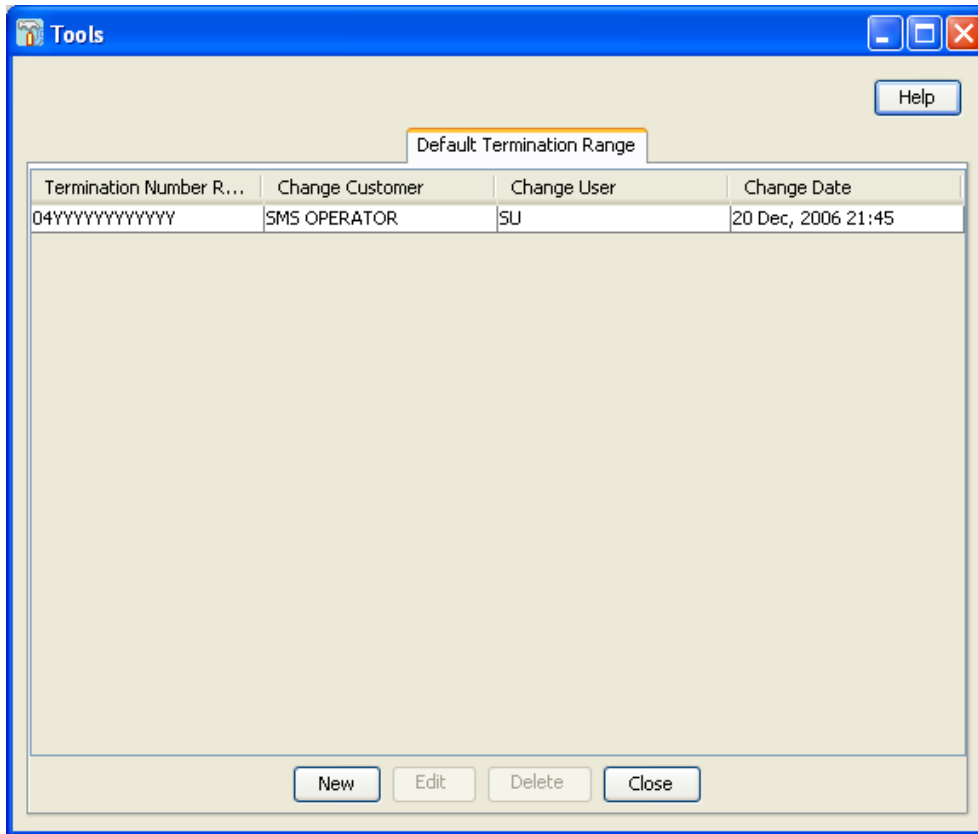 Tools
Help
Default Termination Range
Termination Number R... Change Customer Change User Change Date
04YYYYYYYYYYYY SMS OPERATOR SU 20 Dec, 2006 21:45
New Edit Delete Close